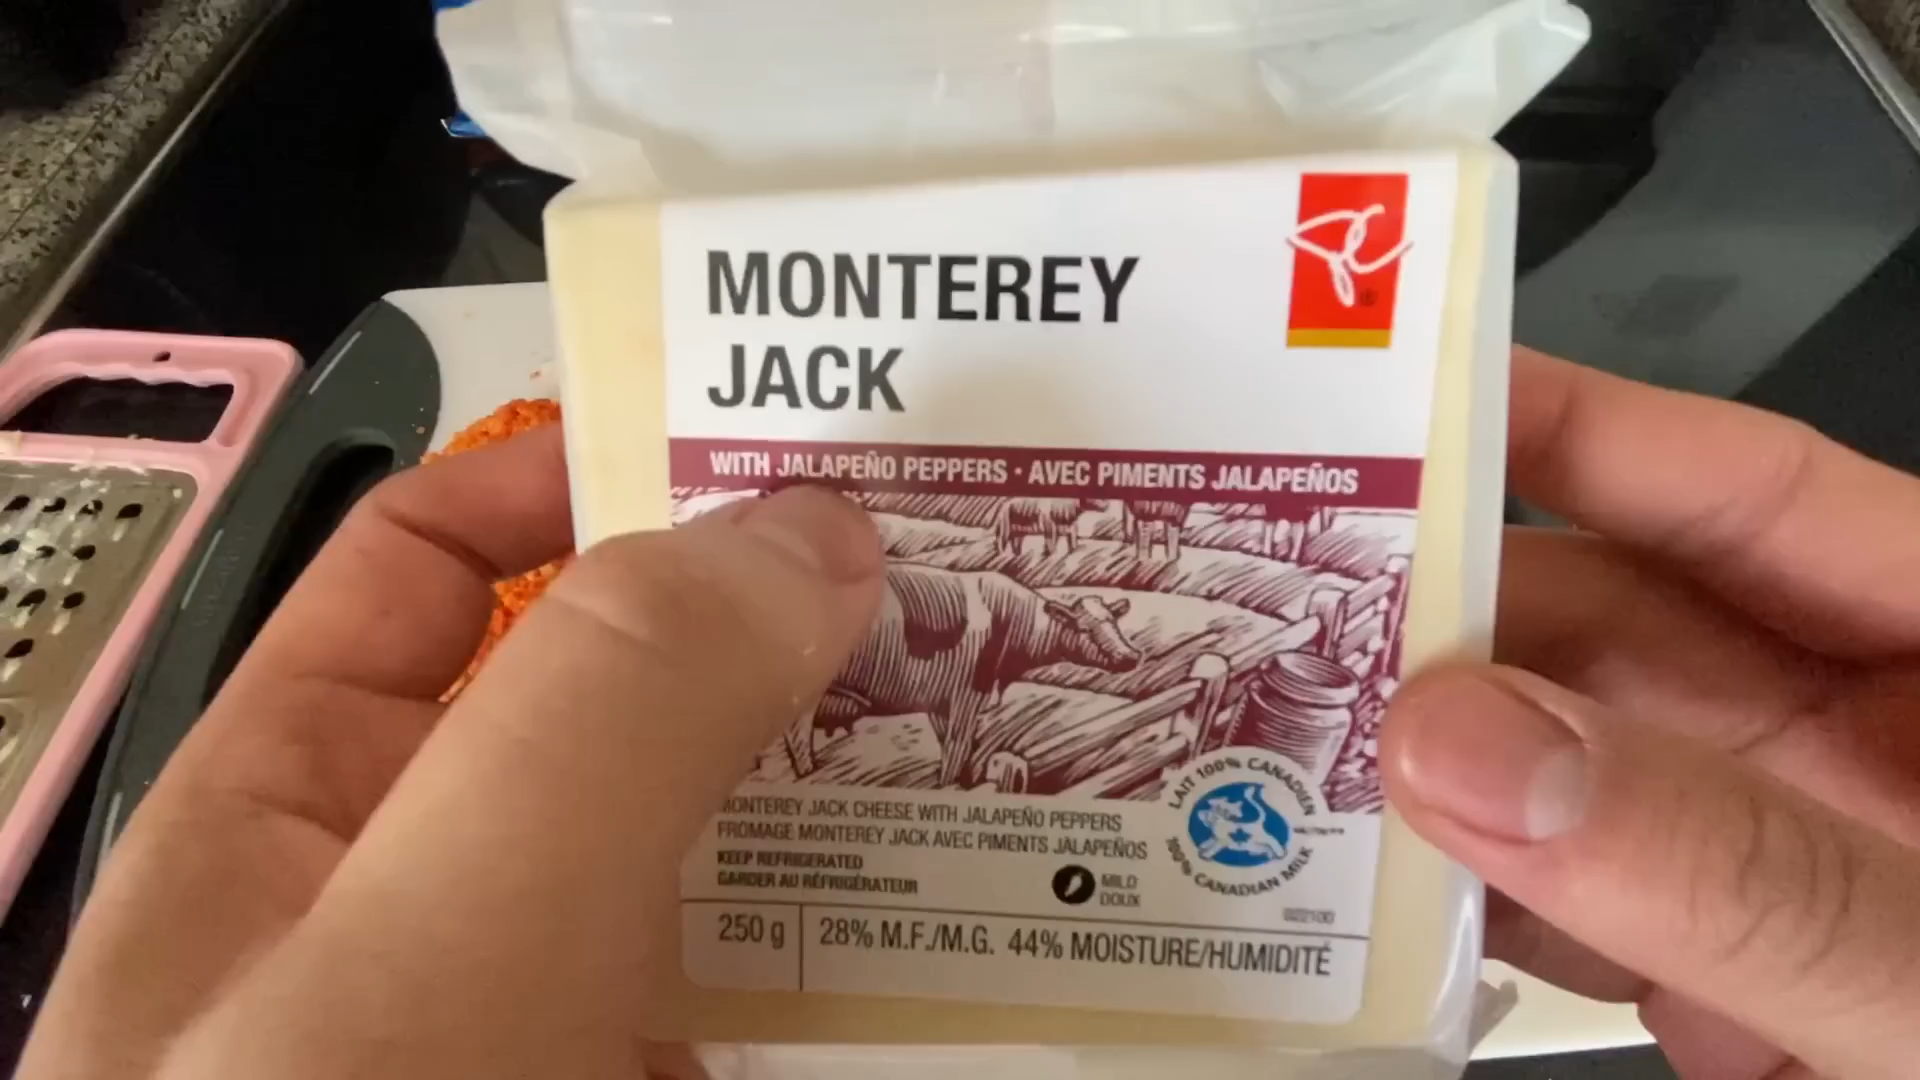 MONTEREY
JACK
WITH JALAPEÑO PEPPERS · AVEC PIMENTS JALAPEÑOS
MONTEREY JACK CHEESE WITH JALAPEÑO PEPPERS
FROMAGE MONTEREY JACK AVEC PIMENTS JALAPEÑOS
KEEP REFRIGERATED
GARDER AU RÉFRIGÉRATEUR
MILD
DOUX
LAIT 100% CANADIEN
100% CANADIAN MILK
250 g
28% M.F./M.G. 44% MOISTURE/HUMIDITÉ